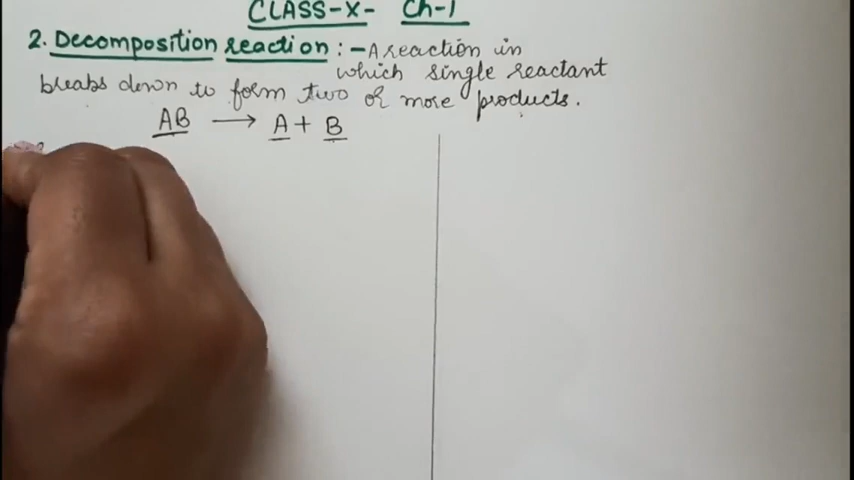 CLASS-X- Ch-1
2. Decomposition reaction :- A reaction in
which single reactant
breaks down to form two or more products.
AB → A + B